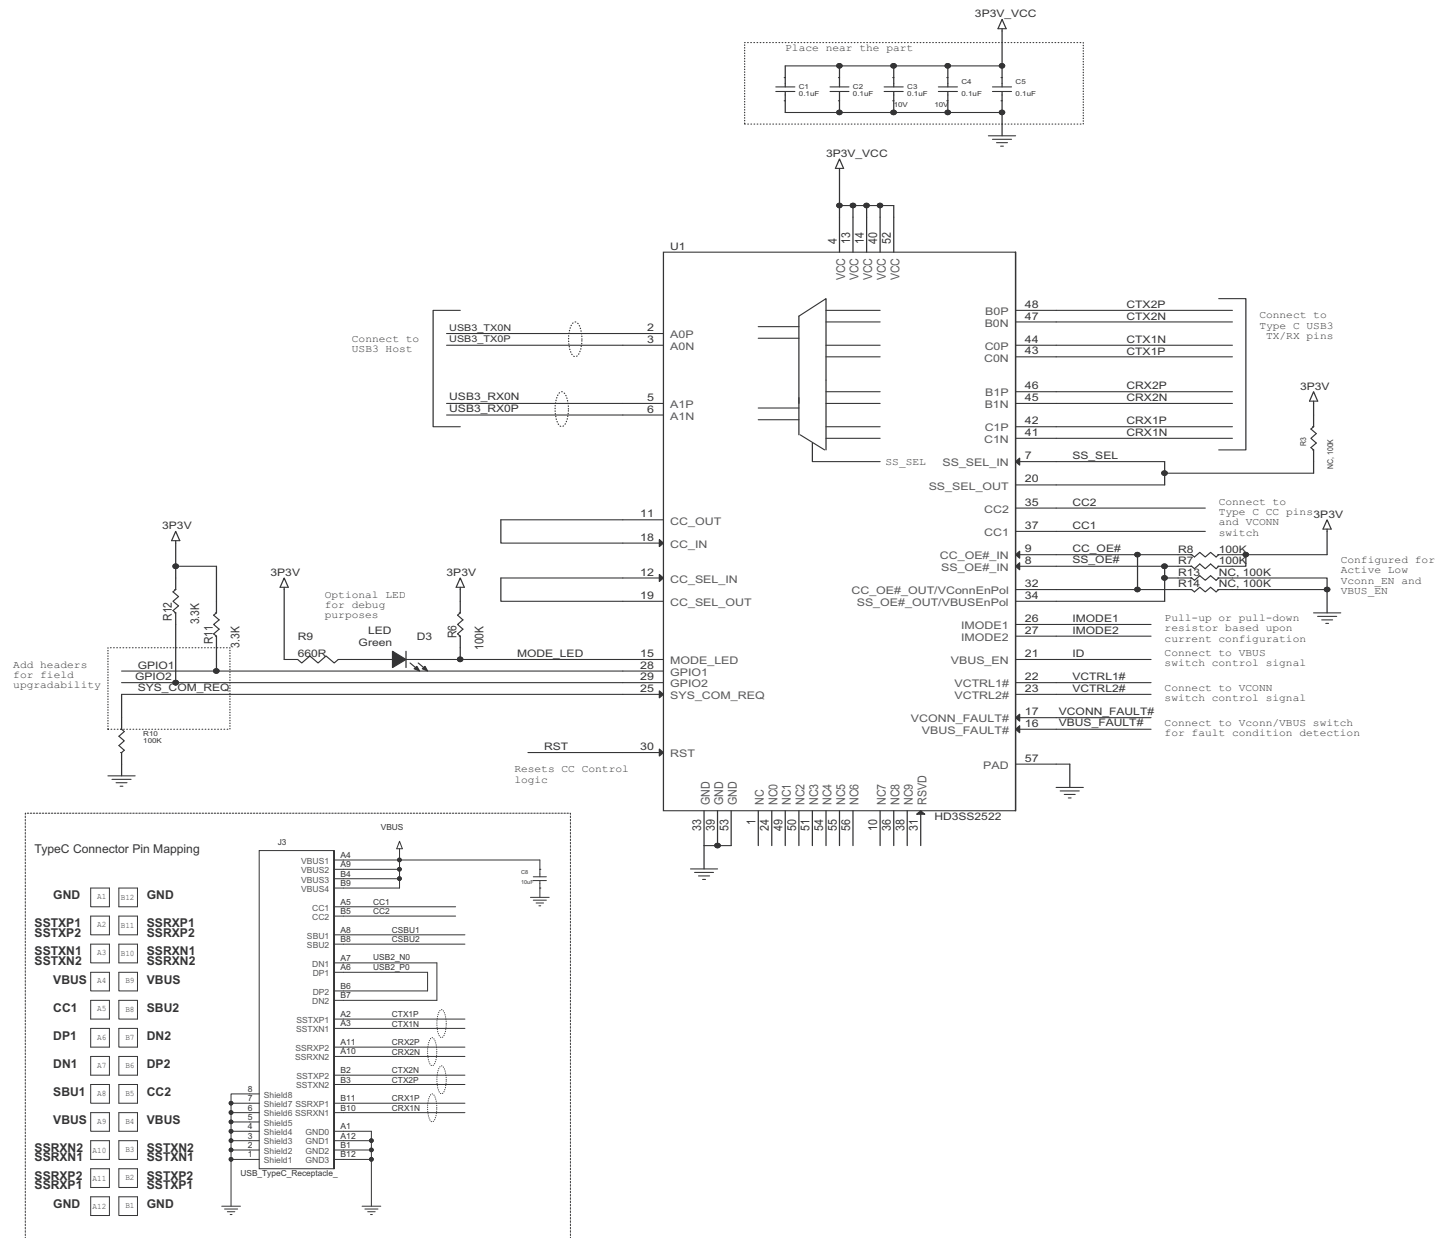 3P3V_VCC
Place near the part
C1
0.1uF
C2
0.1uF
C3
0.1uF
10V
C4
0.1uF
10V
C5
0.1uF
3P3V_VCC
U1
4
13
14
40
52
VCC
VCC
VCC
VCC
VCC
Connect to
USB3 Host
USB3_TX0N
2
A0P
USB3_TX0P
3
A0N
USB3_RX0N
5
A1P
USB3_RX0P
6
A1N
B0P
48
CTX2P
B0N
47
CTX2N
C0P
44
CTX1N
C0N
43
CTX1P
B1P
46
CRX2P
B1N
45
CRX2N
C1P
42
CRX1P
C1N
41
CRX1N
Connect to
Type C USB3
TX/RX pins
3P3V
R3
NC, 100K
SS_SEL
SS_SEL_IN
7
SS_SEL
SS_SEL_OUT
20
CC2
35
CC2
CC1
37
CC1
Connect to
Type C CC pins
and VCONN
switch
3P3V
CC_OE#_IN
9
CC_OE#
R8
100K
SS_OE#_IN
8
SS_OE#
R7
100K
R13
NC, 100K
R14
NC, 100K
CC_OE#_OUT/VConnEnPol
32
SS_OE#_OUT/VBUSEnPol
34
Configured for
Active Low
Vconn_EN and
VBUS_EN
IMODE1
26
IMODE1
IMODE2
27
IMODE2
Pull-up or pull-down
resistor based upon
current configuration
VBUS_EN
21
ID
Connect to VBUS
switch control signal
VCTRL1#
22
VCTRL1#
VCTRL2#
23
VCTRL2#
Connect to VCONN
switch control signal
VCONN_FAULT#
17
VCONN_FAULT#
VBUS_FAULT#
16
VBUS_FAULT#
Connect to Vconn/VBUS switch
for fault condition detection
PAD
57
11
CC_OUT
18
CC_IN
12
CC_SEL_IN
19
CC_SEL_OUT
3P3V
R12
3.3K
R11
3.3K
3P3V
Optional LED
for debug
purposes
R9
660R
LED
Green
D3
3P3V
R6
100K
MODE_LED
15
MODE_LED
Add headers
for field
upgradability
GPIO1
28
GPIO1
GPIO2
29
GPIO2
SYS_COM_REQ
25
SYS_COM_REQ
R10
100K
RST
30
RST
Resets CC Control
logic
GND
GND
GND
NC
NC0
NC1
NC2
NC3
NC4
NC5
NC6
NC7
NC8
NC9
RSVD
HD3SS2522
33
39
53
1
24
49
50
51
54
55
56
10
36
38
31
TypeC Connector Pin Mapping
GND A1 B12 GND
SSTXP1 A2 B11 SSRXP1
SSTXP2 SSRXP2
SSTXN1 A3 B10 SSRXN1
SSTXN2 SSRXN2
VBUS A4 B9 VBUS
CC1 A5 B8 SBU2
DP1 A6 B7 DN2
DN1 A7 B6 DP2
SBU1 A8 B5 CC2
VBUS A9 B4 VBUS
SSRXN2 A10 B3 SSTXN2
SSRXN1 SSTXN1
SSRXP2 A11 B2 SSTXP2
SSRXP1 SSTXP1
GND A12 B1 GND
J3
VBUS
VBUS1 A4
VBUS2 A9
VBUS3 B4
VBUS4 B9
C6
10uF
CC1 A5 CC1
CC2 B5 CC2
SBU1 A8 CSBU1
SBU2 B8 CSBU2
DN1 A7 USB2_N0
DP1 A6 USB2_P0
DP2 B6
DN2 B7
SSTXP1 A2 CTX1P
SSTXN1 A3 CTX1N
SSRXP2 A11 CRX2P
SSRXN2 A10 CRX2N
SSTXP2 B2 CTX2N
SSTXN2 B3 CTX2P
8 Shield8
7 Shield7 SSRXP1 B11 CRX1P
6 Shield6 SSRXN1 B10 CRX1N
5 Shield5
4 Shield4 GND0 A1
3 Shield3 GND1 A12
2 Shield2 GND2 B1
1 Shield1 GND3 B12
USB_TypeC_Receptacle_